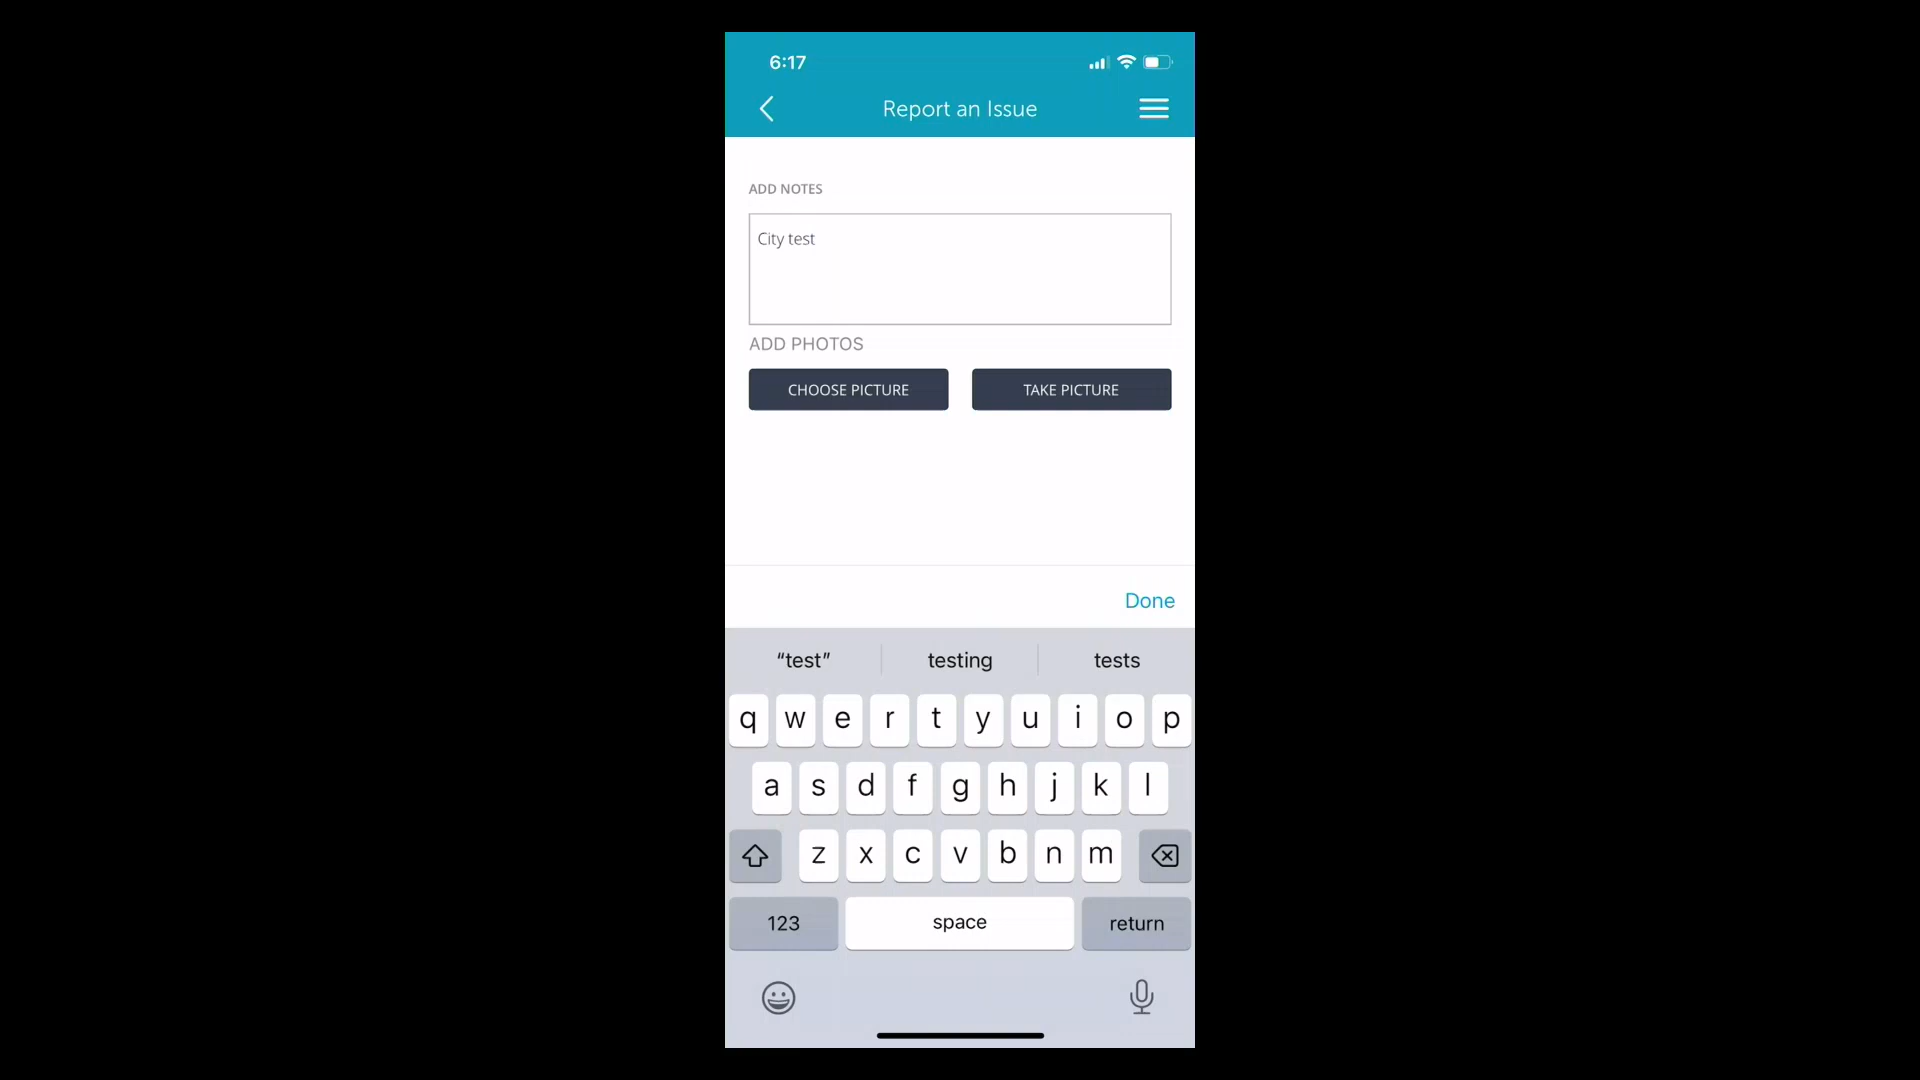 6:17
Report an Issue
ADD NOTES
City test
ADD PHOTOS
CHOOSE PICTURE TAKE PICTURE
Done
“test” testing tests
q w e r t y u i o p
a s d f g h j k l
z x c v b n m
123 space return